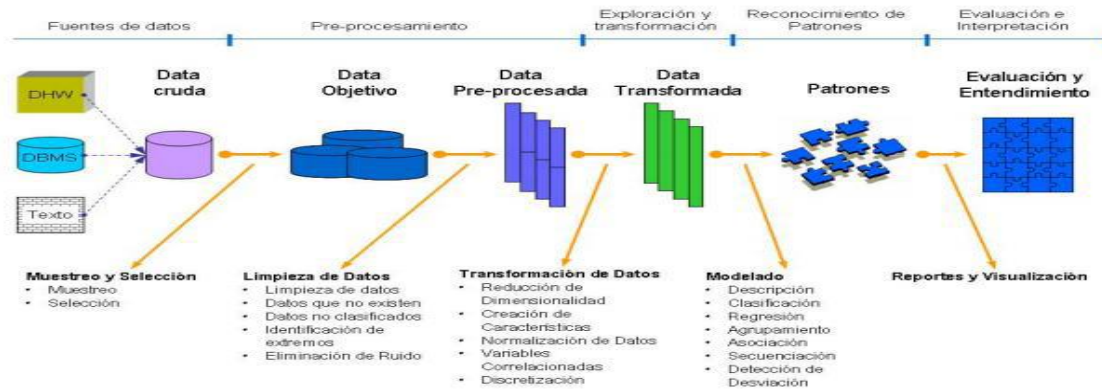 Fuentes de datos
Pre-procesamiento
Exploración y
transformación
Reconocimiento de
Patrones
Evaluación e
Interpretación
DHW
DBMS
Texto
Data
cruda
Data
Objetivo
Data
Pre-procesada
Data
Transformada
Patrones
Evaluación y
Entendimiento
Muestreo y Selección
• Muestreo
• Selección
Limpieza de Datos
• Limpieza de datos
• Datos que no existen
• Datos no clasificados
• Identificación de
extremos
• Eliminación de Ruido
Transformación de Datos
• Reducción de
Dimensionalidad
• Creación de
Características
• Normalización de Datos
• Variables
Correlacionadas
• Discretización
Modelado
• Descripción
• Clasificación
• Regresión
• Agrupamiento
• Asociación
• Secuenciación
• Detección de
Desviación
Reportes y Visualización